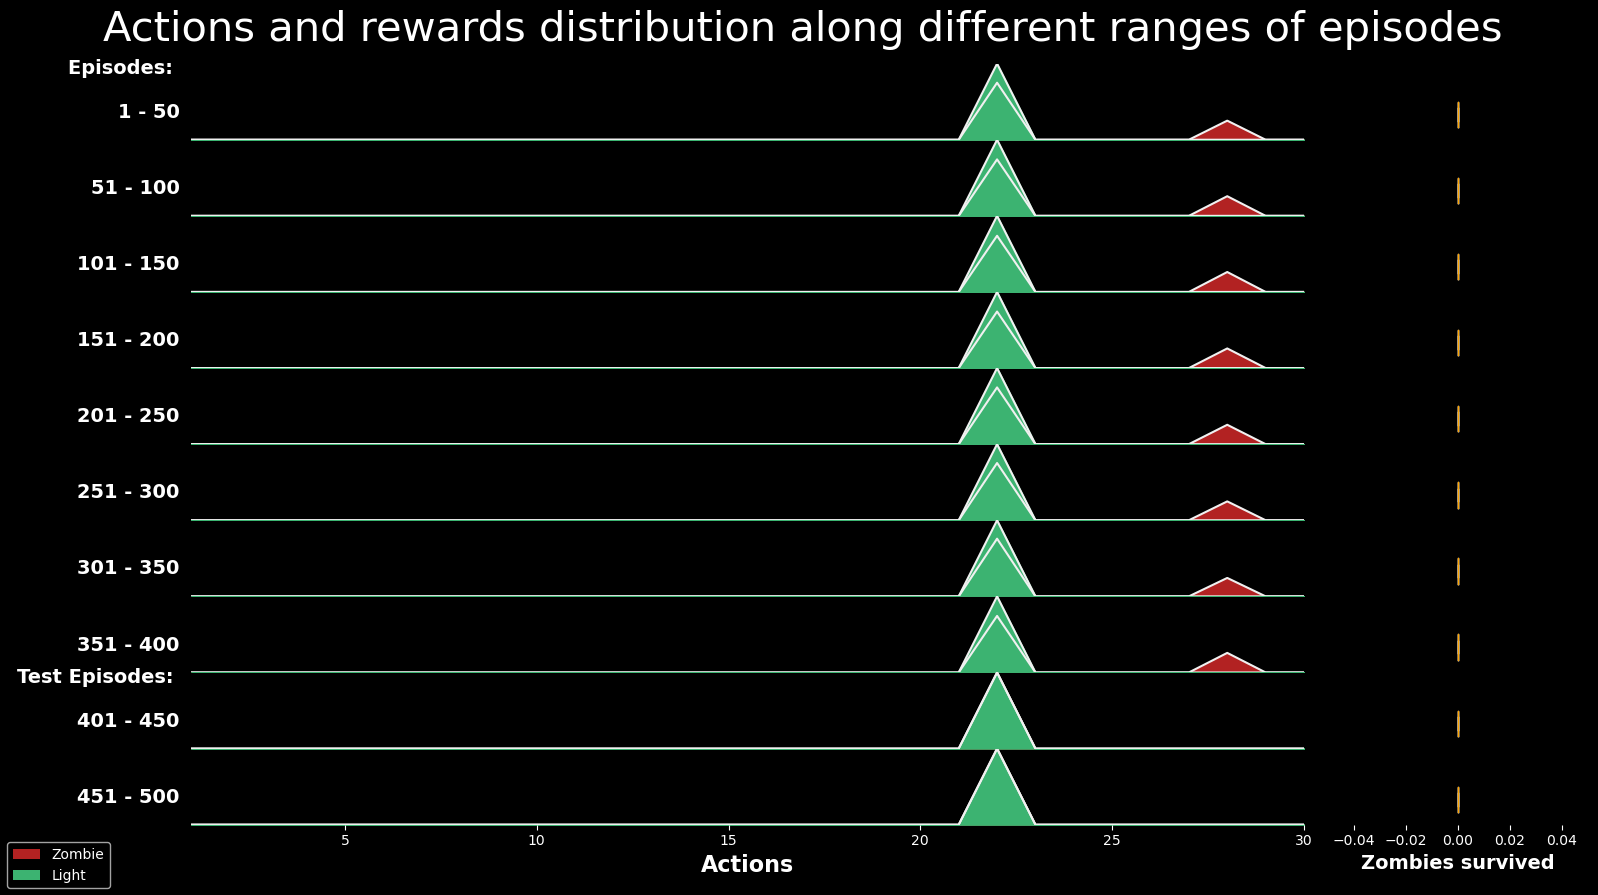 Actions and rewards distribution along different ranges of episodes
Episodes:
1 - 50
51 - 100
101 - 150
151 - 200
201 - 250
251 - 300
301 - 350
351 - 400
Test Episodes:
401 - 450
451 - 500
5 10 15 20 25 30
Actions
−0.04 −0.02 0.00 0.02 0.04
Zombies survived
Zombie
Light